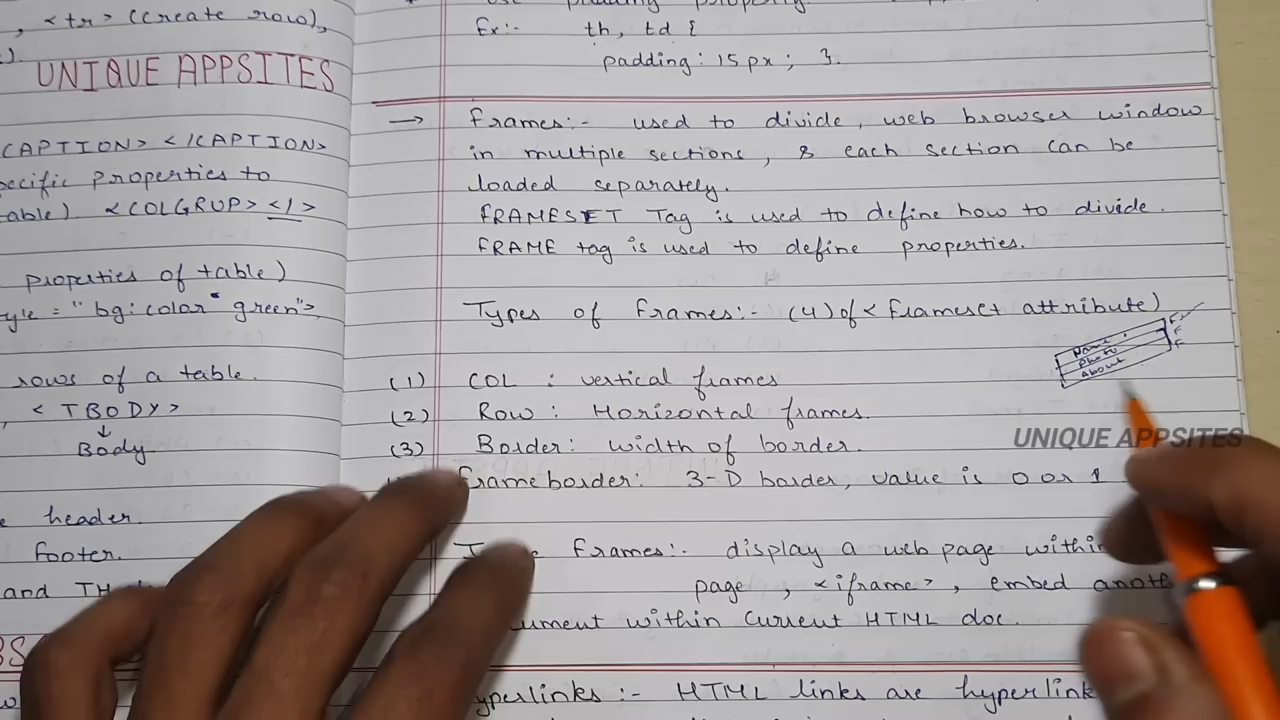 , <tr> (Create row),
UNIQUE APPSITES
CAPTION> </CAPTION>
pecific properties to
able). <COLGRUP> </>
properties of table)
yle = "bg:color" green">
rows of a table.
< TBODY>
↓
Body
e header.
footer.
and TH
padding property.
Ex:- th, td {
padding: 15 px; }.
→ Frames:- used to divide, web browser window
in multiple sections, & each section can be
loaded separately.
FRAMESET Tag is used to define how to divide.
FRAME tag is used to define properties.
Types of Frames:- (4) of < Frameset attribute)
Name
Photo
About
F
F
F
(1) COL : vertical frames
(2) Row : Horizontal frames.
UNIQUE APPSITES
(3) Border: width of border.
Frameborder: 3-D border, value is 0 or 1
Frames:- display a web page within
page, <iframe>, embed anoth
ument within Current HTML doc.
yperlinks :- HTML links are hyperlink